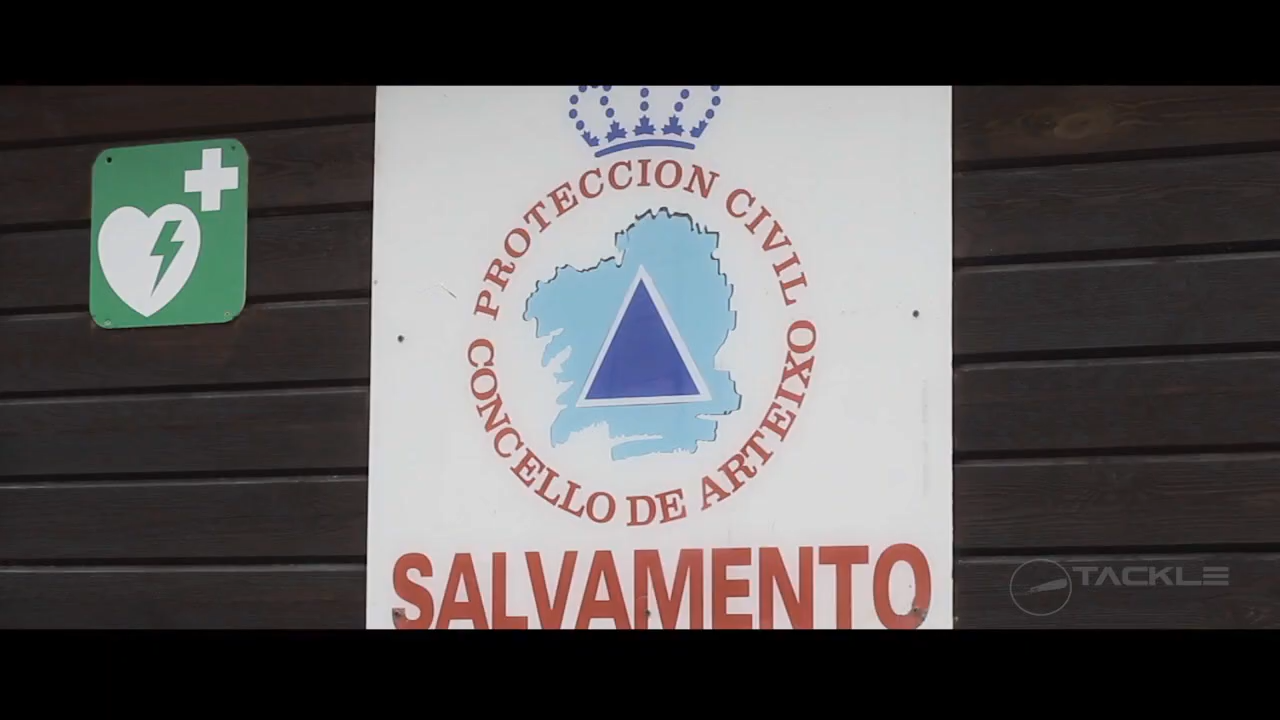 PROTECCION CIVIL
CONCELLO DE ARTEIXO
SALVAMENTO
TACKLE